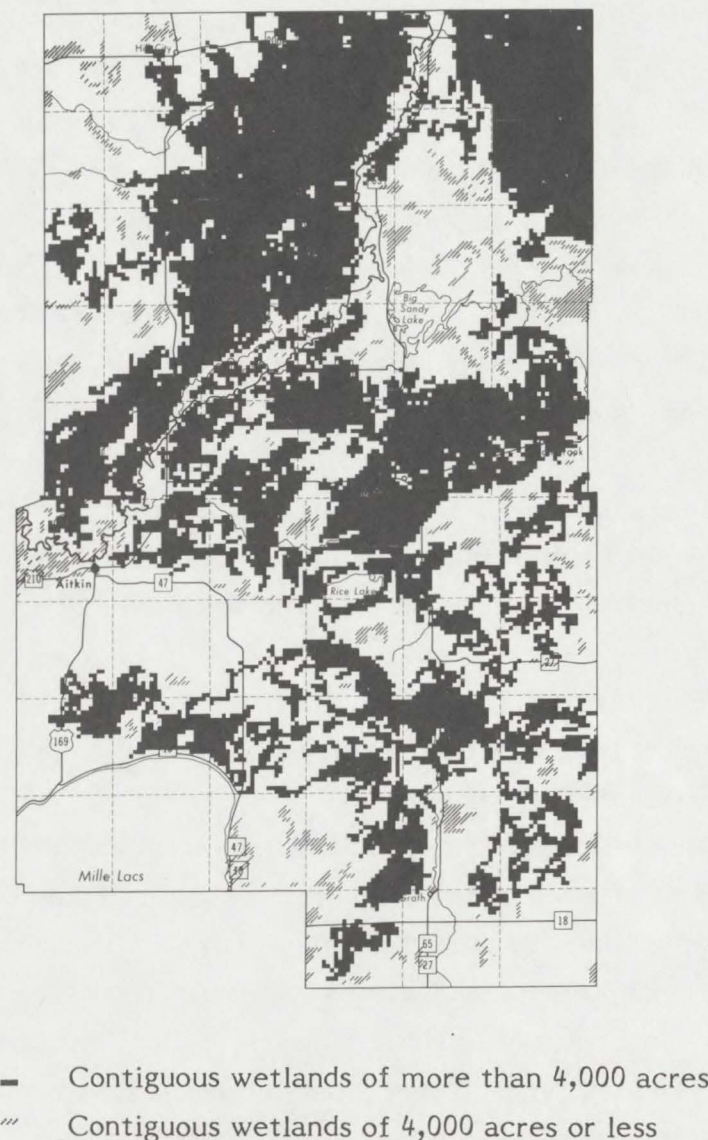 Big
Sandy
Lake
210
Aitkin
47
Rice Lake
27
169
47
Mille Lacs
18
65
27
Contiguous wetlands of more than 4,000 acres
Contiguous wetlands of 4,000 acres or less